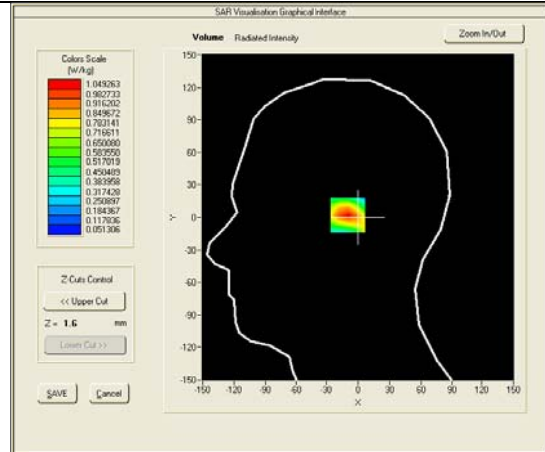 SAR Visualisation Graphical Interface
Volume Radiated Intensity
Zoom In/Out
Colors Scale
(W/kg)
1.049263
0.982733
0.916202
0.849672
0.783141
0.716611
0.650080
0.583550
0.517019
0.450489
0.383958
0.317428
0.250897
0.184367
0.117836
0.051306
Z-Cuts Control
<< Upper Cut
Z = 1.6 mm
Lower Cut >>
SAVE Cancel
150
120
90
60
30
0
-30
-60
-90
-120
-150
Y
-150 -120 -90 -60 -30 0 30 60 90 120 150
X